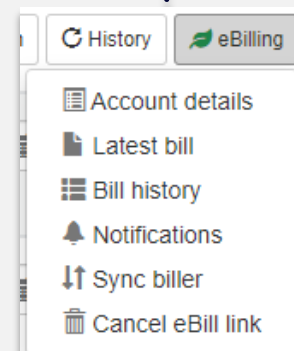 History eBilling
Account details
Latest bill
Bill history
Notifications
Sync biller
Cancel eBill link